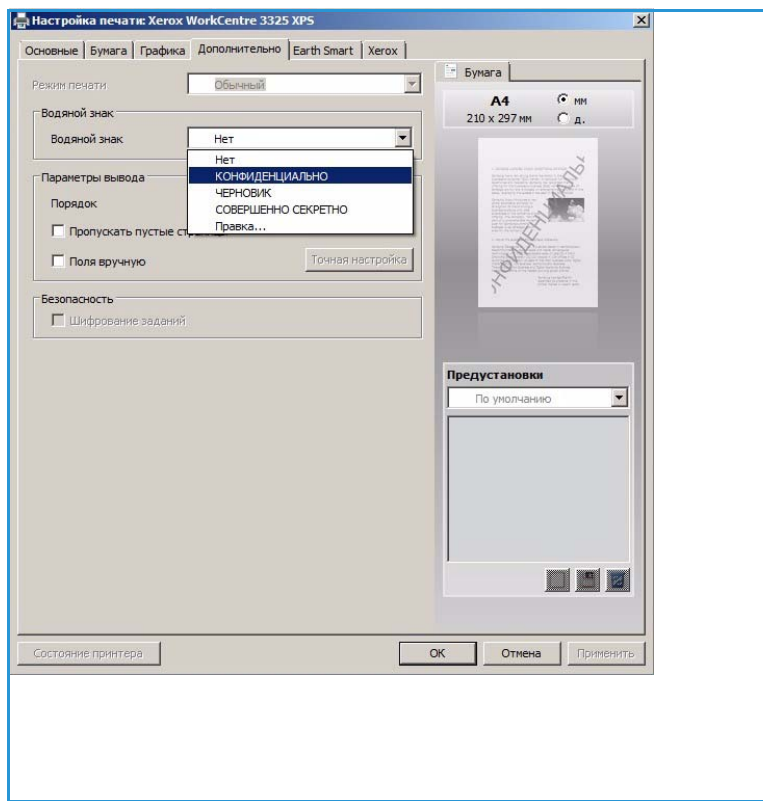 Настройка печати: Xerox WorkCentre 3325 XPS
Основные Бумага Графика Дополнительно Earth Smart Xerox
Режим печати Обычный
Водяной знак
Водяной знак Нет
Нет
КОНФИДЕНЦИАЛЬНО
ЧЕРНОВИК
СОВЕРШЕННО СЕКРЕТНО
Правка...
Параметры вывода
Порядок
Пропускать пустые
Поля вручную Точная настройка
Безопасность
Шифрование заданий
Бумага
A4 мм
210 x 297 мм д.
НФИДЕНЦИАЛЬ
Предустановки
По умолчанию
Состояние принтера OK Отмена Применить